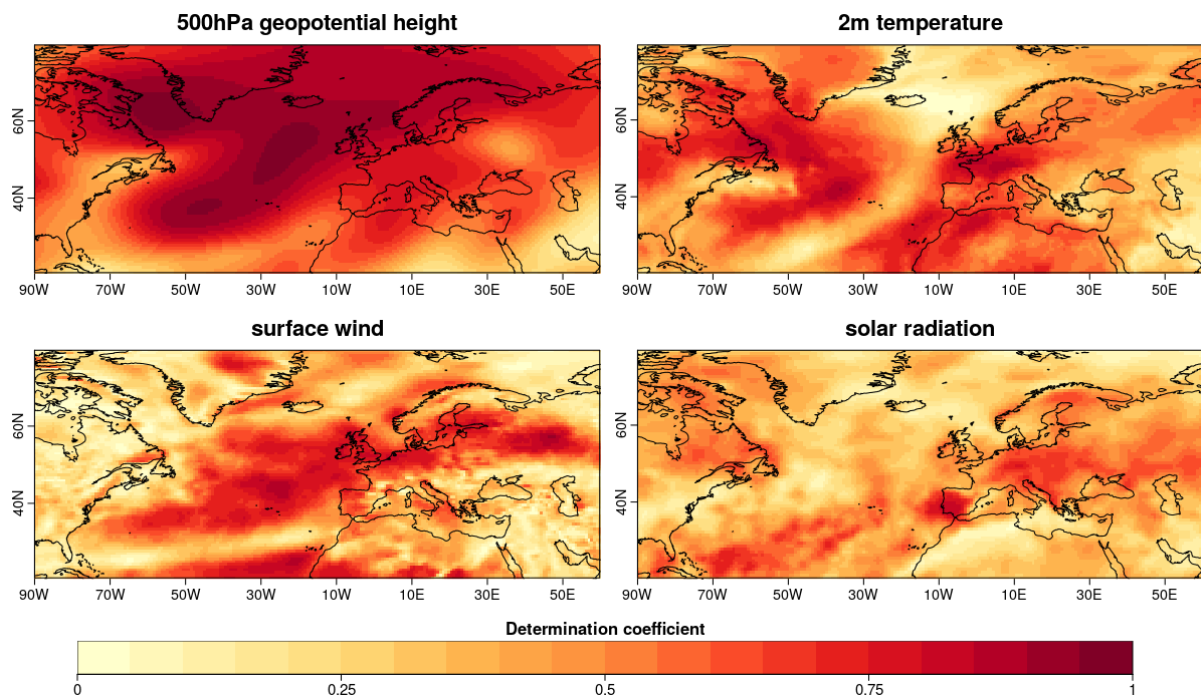 500hPa geopotential height
2m temperature
60N
40N
90W 70W 50W 30W 10W 10E 30E 50E
60N
40N
90W 70W 50W 30W 10W 10E 30E 50E
surface wind
solar radiation
60N
40N
90W 70W 50W 30W 10W 10E 30E 50E
60N
40N
90W 70W 50W 30W 10W 10E 30E 50E
Determination coefficient
0 0.25 0.5 0.75 1